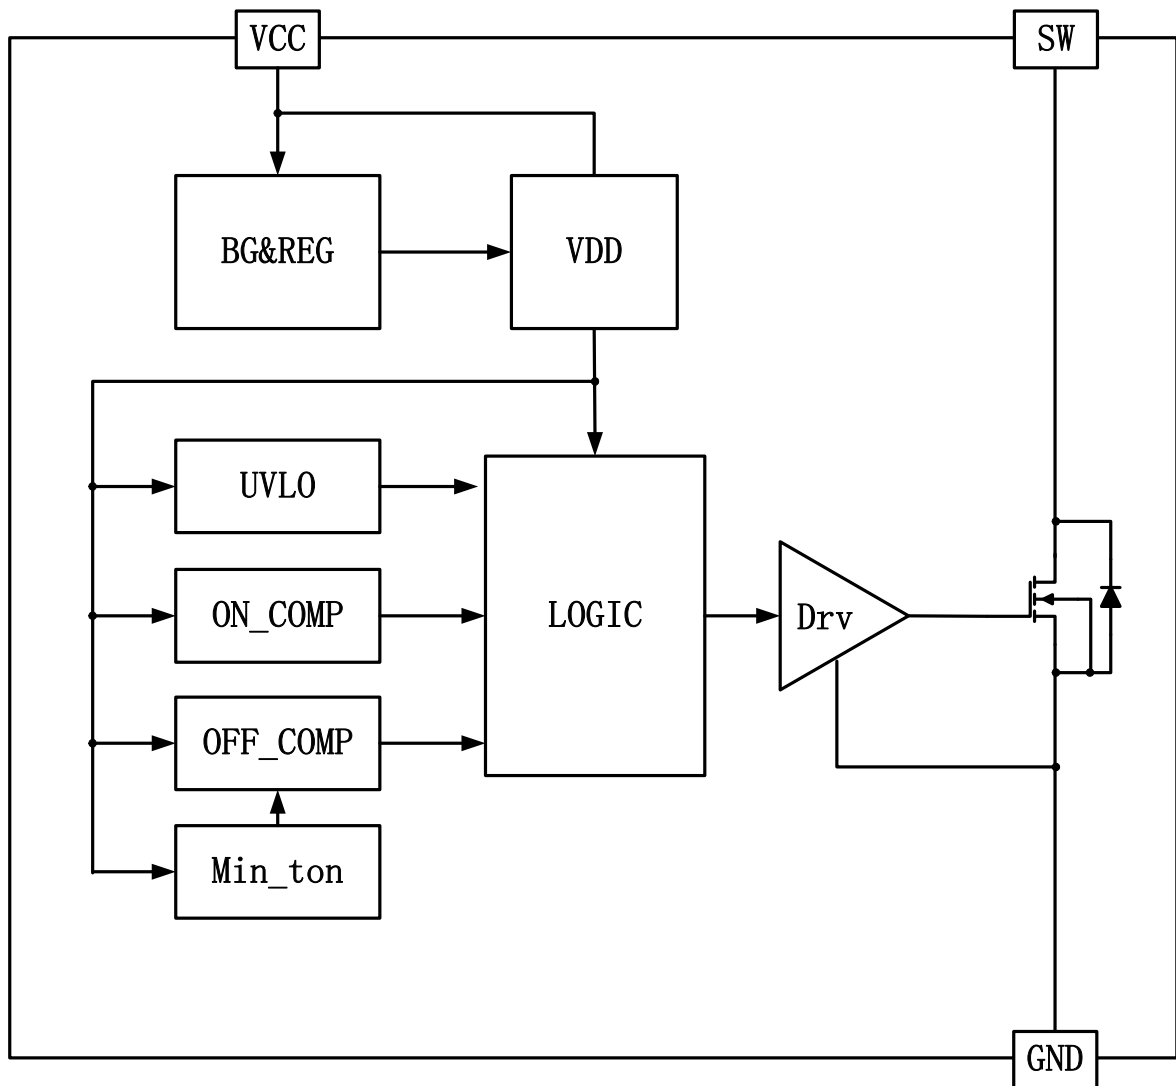 VCC
SW
BG&REG
VDD
UVLO
ON_COMP
LOGIC
Drv
OFF_COMP
Min_ton
GND